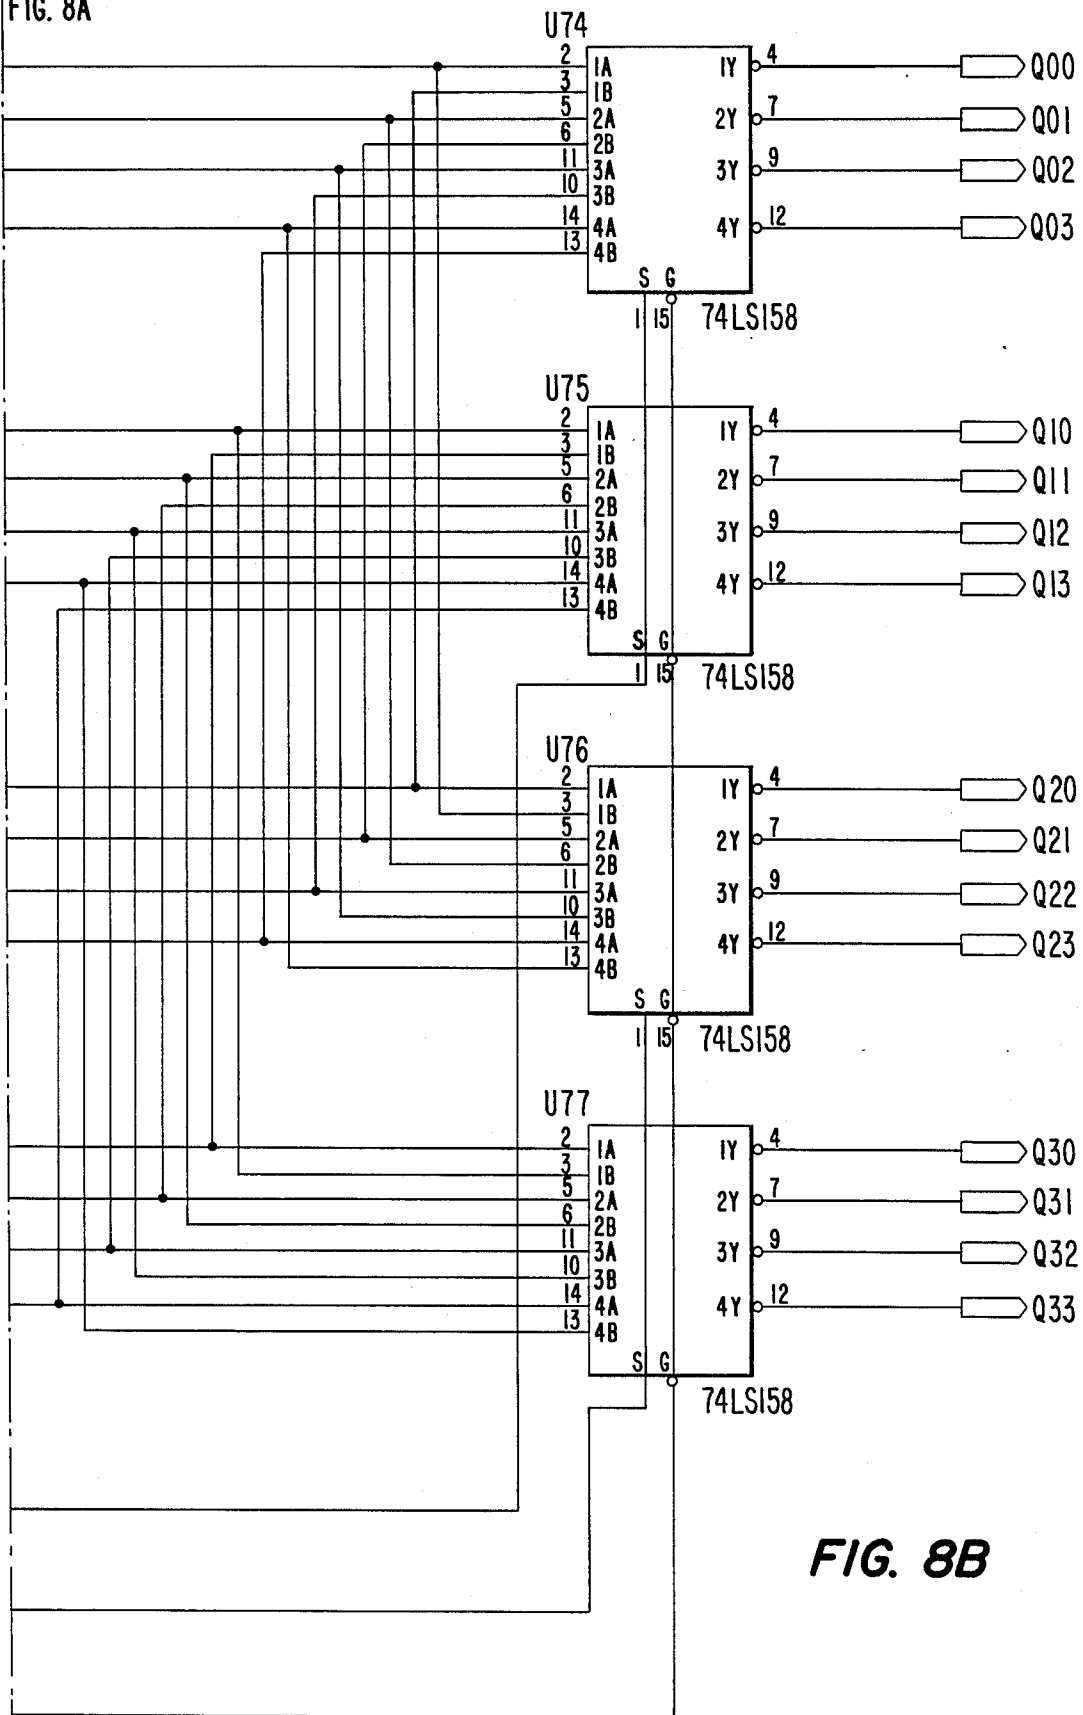 FIG. 8A
U74
2 1A 1Y 4 Q00
3 1B
5 2A 2Y 7 Q01
6 2B
11 3A 3Y 9 Q02
10 3B
14 4A 4Y 12 Q03
13 4B
S G
1 15 74LS158
U75
2 1A 1Y 4 Q10
3 1B
5 2A 2Y 7 Q11
6 2B
11 3A 3Y 9 Q12
10 3B
14 4A 4Y 12 Q13
13 4B
S G
1 15 74LS158
U76
2 1A 1Y 4 Q20
3 1B
5 2A 2Y 7 Q21
6 2B
11 3A 3Y 9 Q22
10 3B
14 4A 4Y 12 Q23
13 4B
S G
1 15 74LS158
U77
2 1A 1Y 4 Q30
3 1B
5 2A 2Y 7 Q31
6 2B
11 3A 3Y 9 Q32
10 3B
14 4A 4Y 12 Q33
13 4B
S G
74LS158
FIG. 8B